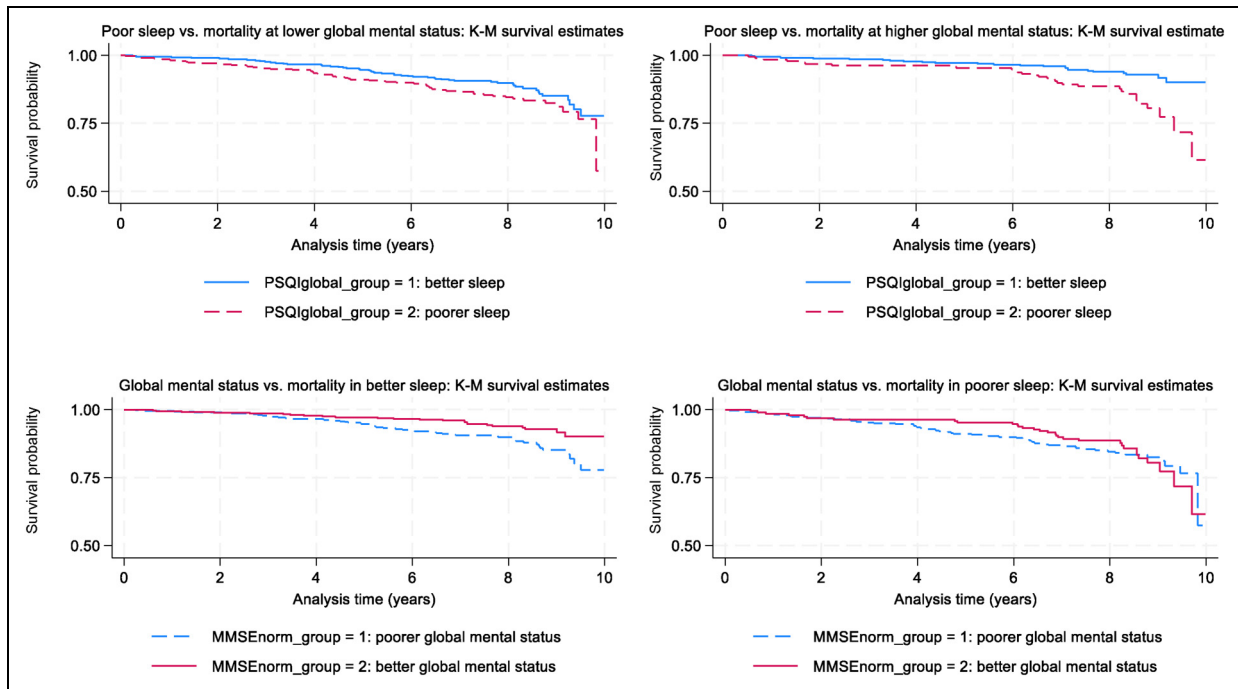 Poor sleep vs. mortality at lower global mental status: K-M survival estimates
1.00
0.75
0.50
Survival probability
0 2 4 6 8 10
Analysis time (years)
PSQIglobal_group = 1: better sleep
PSQIglobal_group = 2: poorer sleep
Poor sleep vs. mortality at higher global mental status: K-M survival estimate
1.00
0.75
0.50
Survival probability
0 2 4 6 8 10
Analysis time (years)
PSQIglobal_group = 1: better sleep
PSQIglobal_group = 2: poorer sleep
Global mental status vs. mortality in better sleep: K-M survival estimates
1.00
0.75
0.50
Survival probability
0 2 4 6 8 10
Analysis time (years)
MMSEnorm_group = 1: poorer global mental status
MMSEnorm_group = 2: better global mental status
Global mental status vs. mortality in poorer sleep: K-M survival estimates
1.00
0.75
0.50
Survival probability
0 2 4 6 8 10
Analysis time (years)
MMSEnorm_group = 1: poorer global mental status
MMSEnorm_group = 2: better global mental status